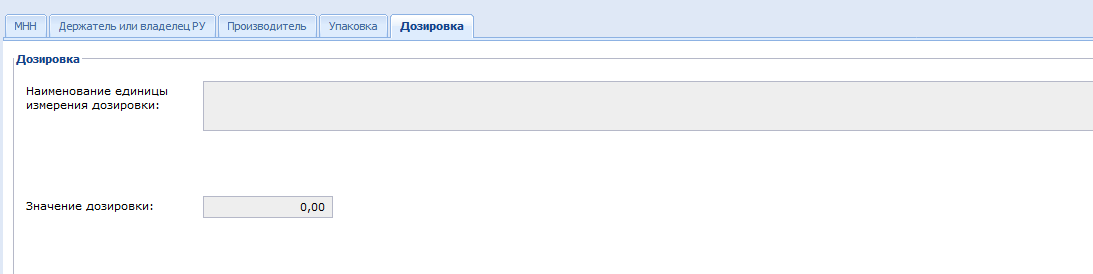 МНН Держатель или владелец РУ Производитель Упаковка Дозировка
Дозировка
Наименование единицы
измерения дозировки:
Значение дозировки: 0,00